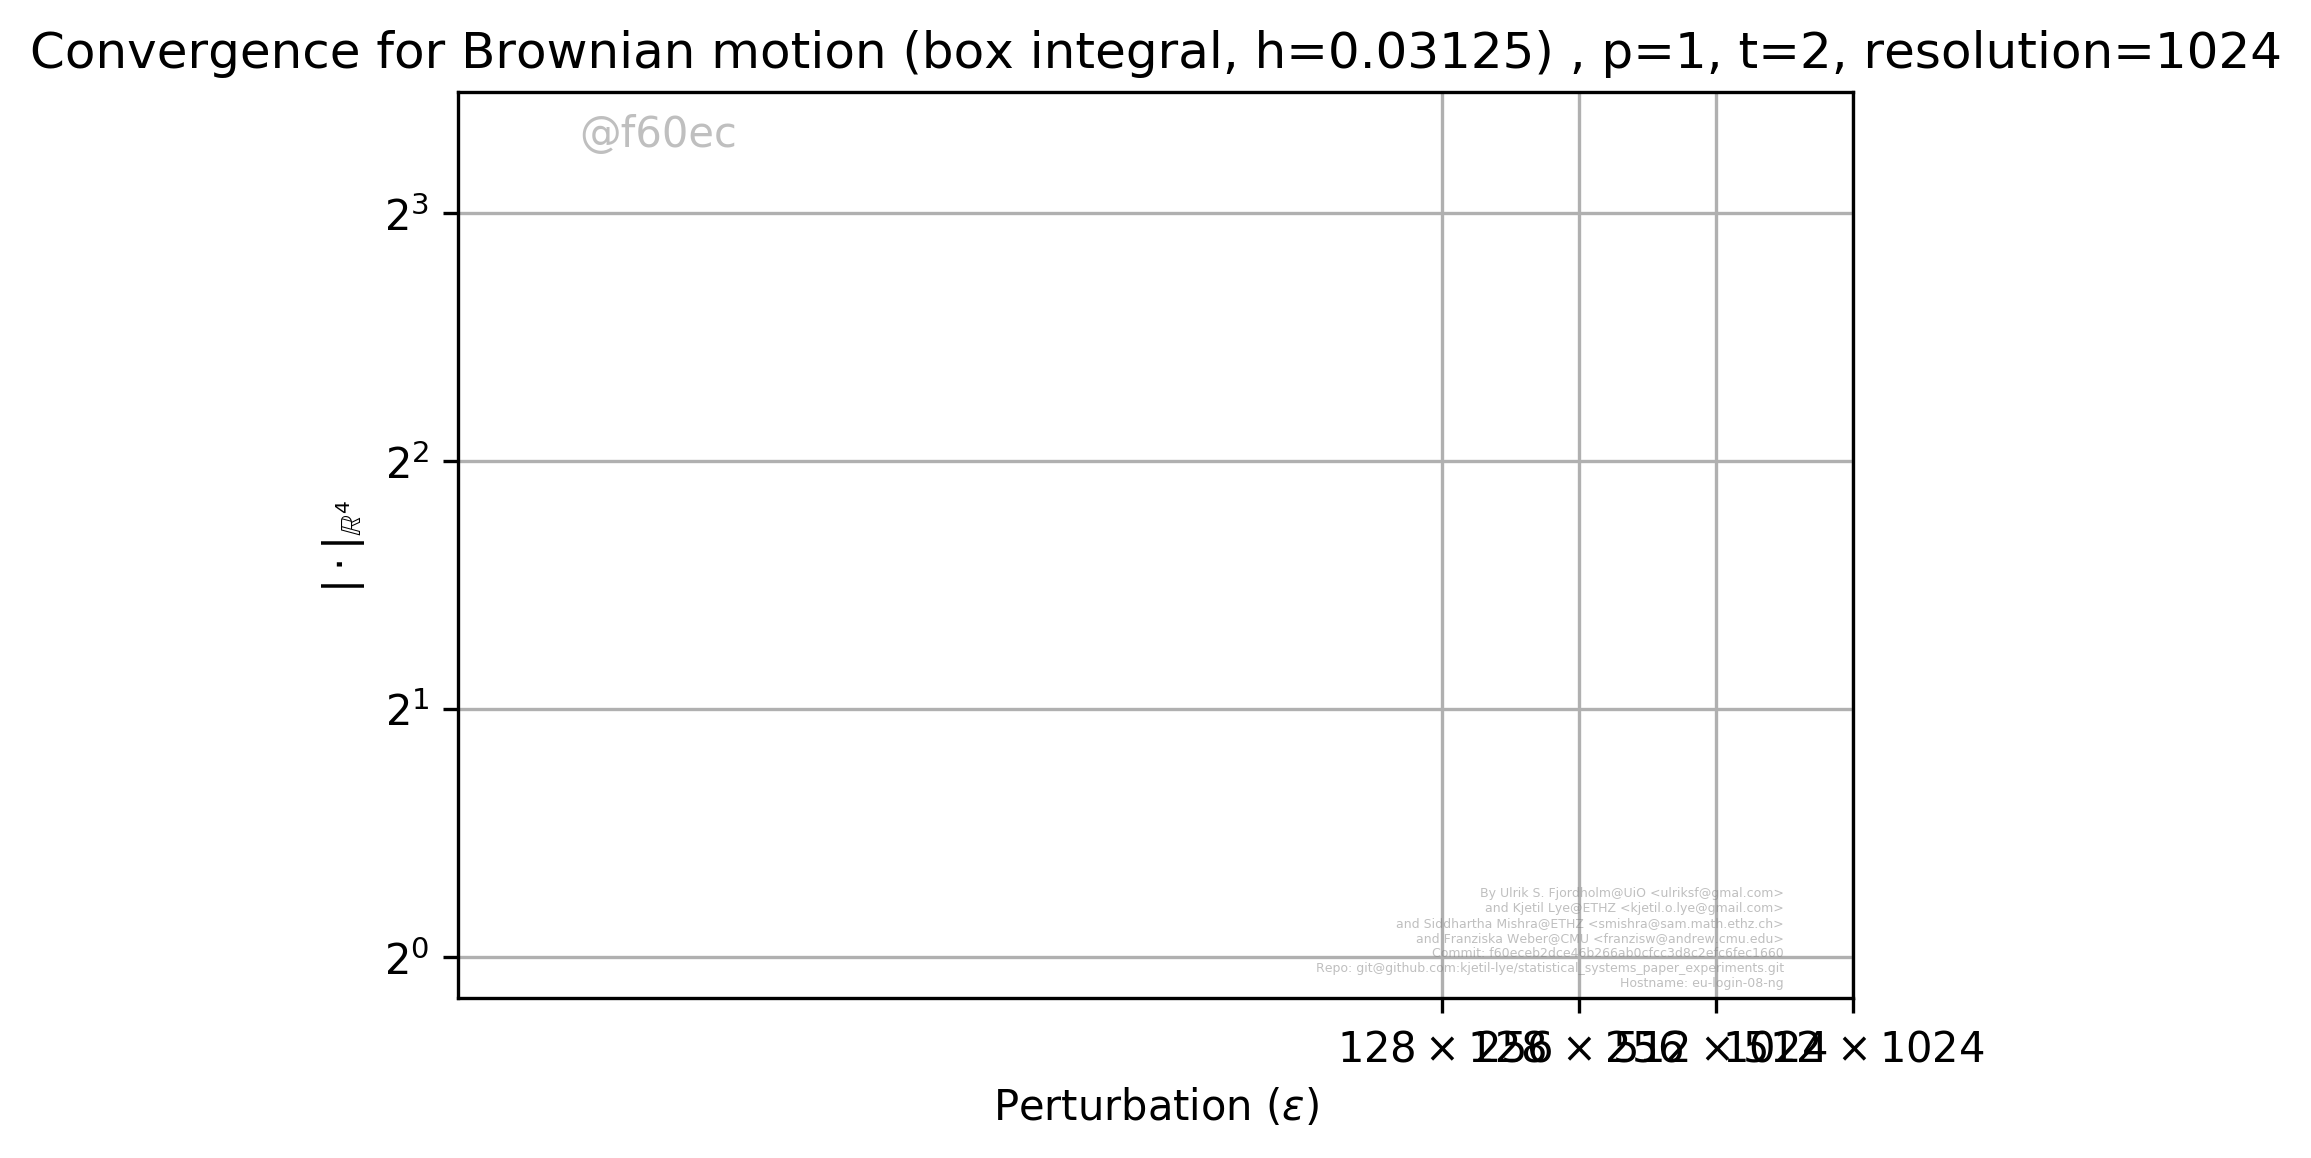 Convergence for Brownian motion (box integral, h=0.03125) , p=1, t=2, resolution=1024
@f60ec
2³
2²
2¹
2⁰
|·|ℝ⁴
By Ulrik S. Fjordholm@UiO <ulriksf@gmal.com>
and Kjetil Lye@ETHZ <kjetil.o.lye@gmail.com>
and Siddhartha Mishra@ETHZ <smishra@sam.math.ethz.ch>
and Franziska Weber@CMU <franzisw@andrew.cmu.edu>
Commit:
Repo: git@github.com:kjetil-lye/statistical_systems_paper_experiments.git
Hostname: eu-login-08-ng
128 × 128 256 × 256 512 × 512 1024 × 1024
Perturbation (ε)